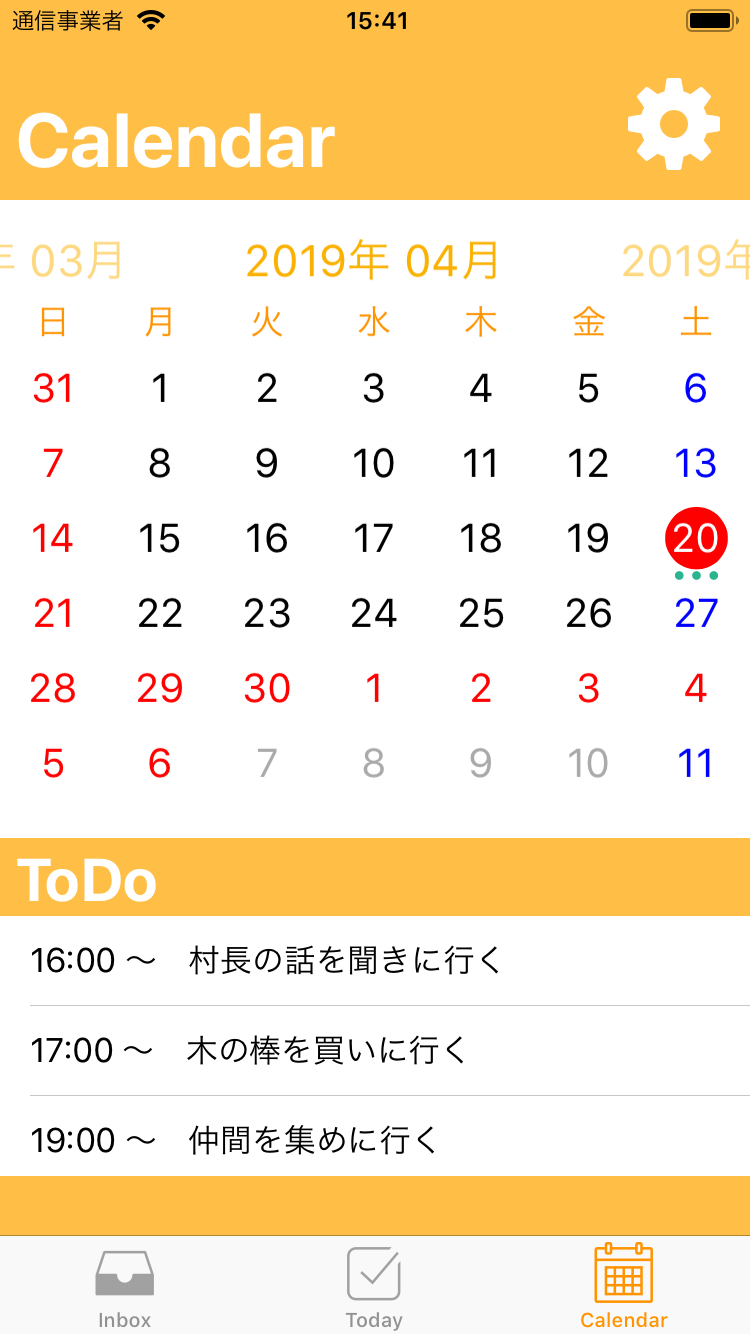 通信事業者 15:41
Calendar
年 03月 2019年 04月 2019年
日 月 火 水 木 金 土
31 1 2 3 4 5 6
7 8 9 10 11 12 13
14 15 16 17 18 19 20
21 22 23 24 25 26 27
28 29 30 1 2 3 4
5 6 7 8 9 10 11
ToDo
16:00 〜 村長の話を聞きに行く
17:00 〜 木の棒を買いに行く
19:00 〜 仲間を集めに行く
Inbox Today Calendar